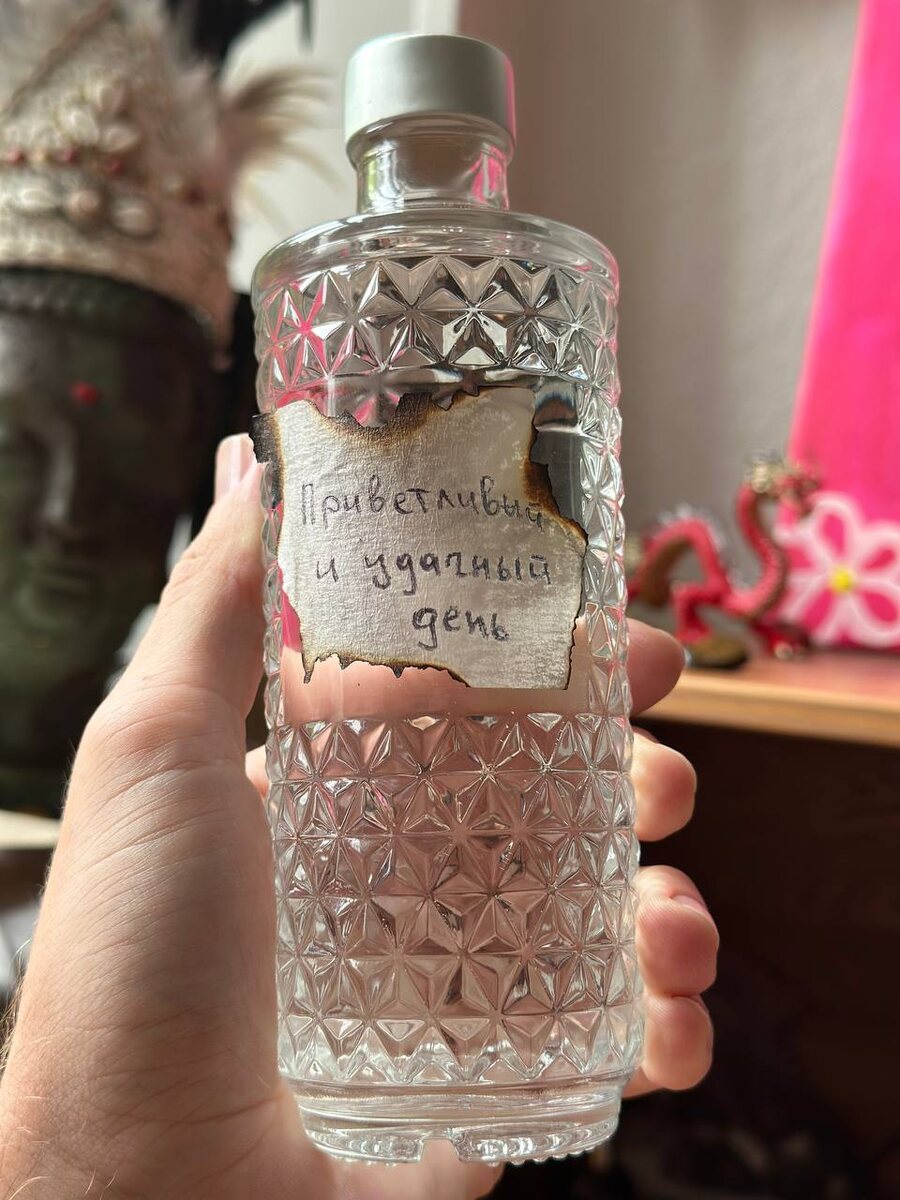 Приветливый
и удачный
день